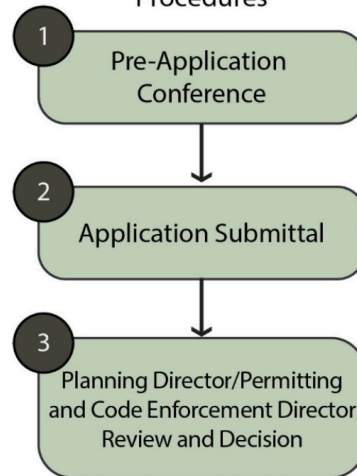 Procedures
1
Pre-Application
Conference
2
Application Submittal
3
Planning Director/Permitting
and Code Enforcement Director
Review and Decision